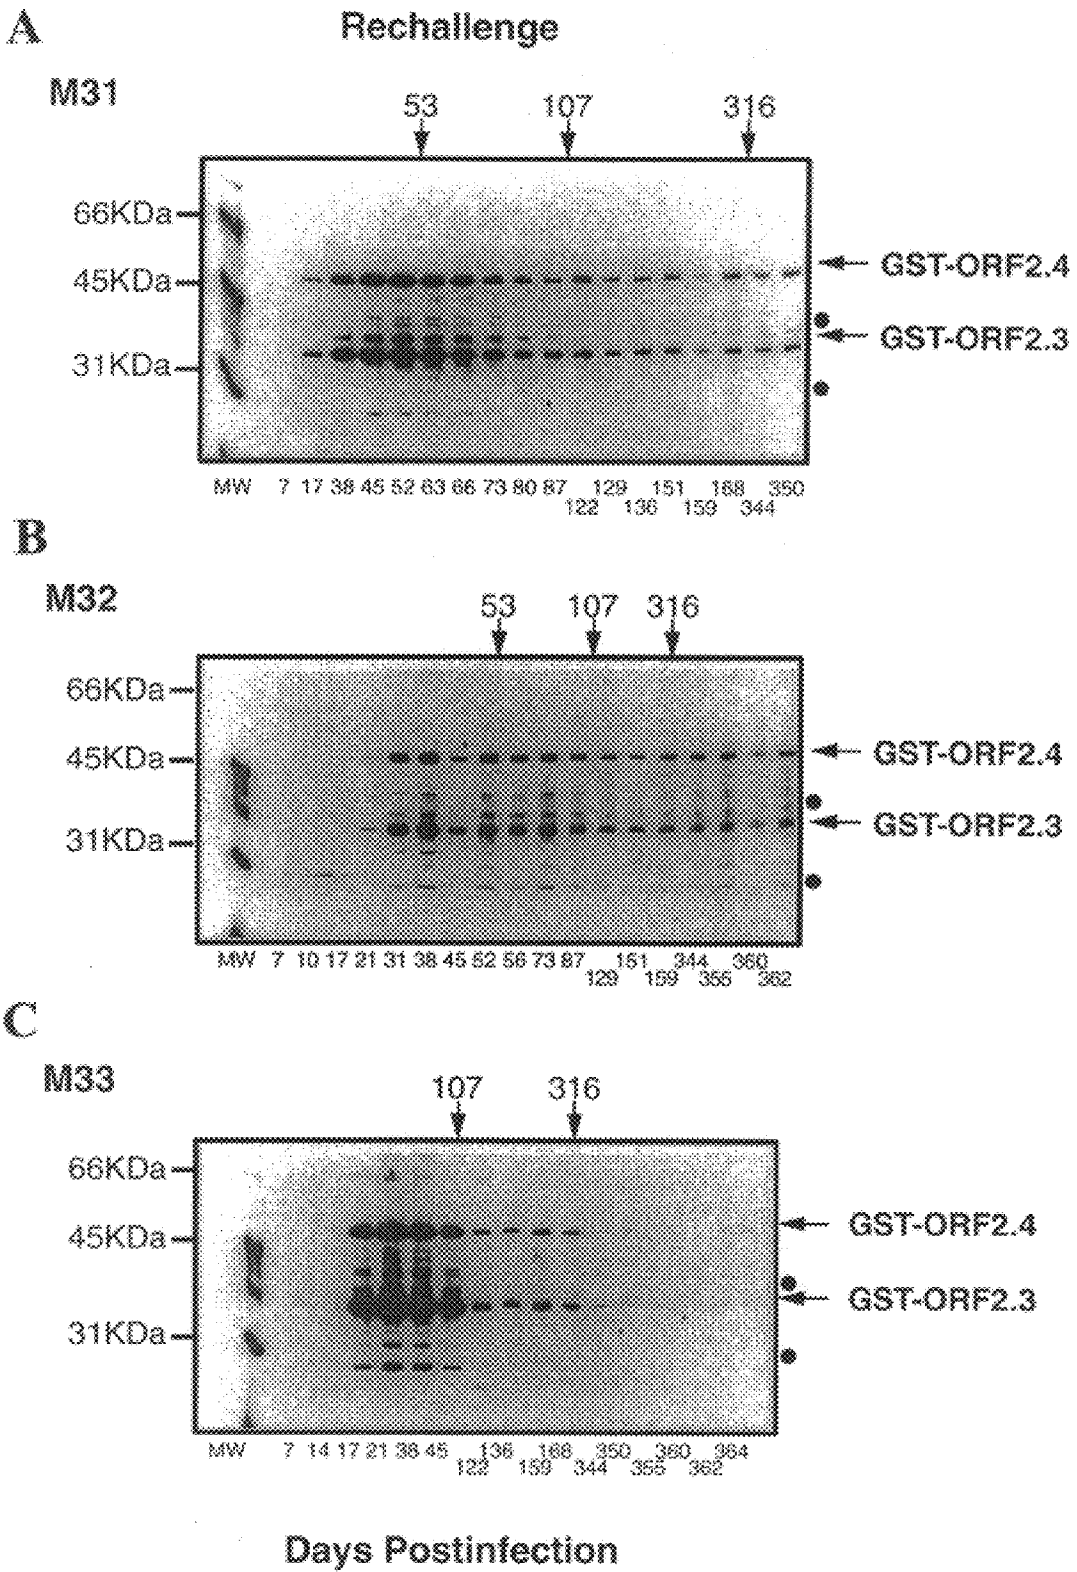 A
Rechallenge
M31
53 107 316
66KDa
45KDa
31KDa
GST-ORF2.4
GST-ORF2.3
MW 7 17 38 45 52 63 66 73 80 87 129 151 168 350
122 136 159 344
B
M32
53 107 316
66KDa
45KDa
31KDa
GST-ORF2.4
GST-ORF2.3
MW 7 10 17 21 31 38 45 52 56 73 87 151 344 360
129 159 355 362
C
M33
107 316
66KDa
45KDa
31KDa
GST-ORF2.4
GST-ORF2.3
MW 7 14 17 21 38 45 136 168 350 360 364
122 159 344 355 362
Days Postinfection